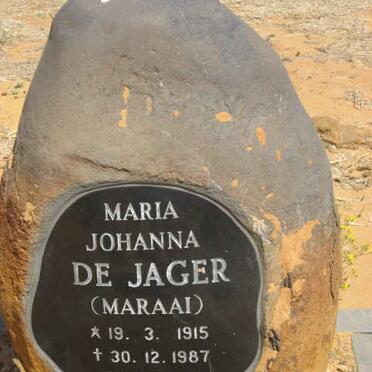 MARIA
JOHANNA
DE JAGER
(MARAAI)
* 19. 3. 1915
† 30. 12. 1987